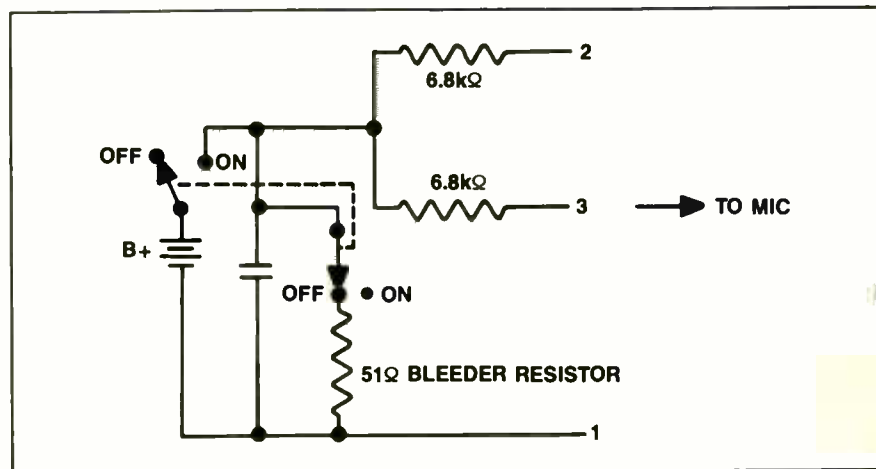 2
6.8kΩ
OFF
ON
6.8kΩ
3
TO MIC
B+
OFF
ON
51Ω BLEEDER RESISTOR
1